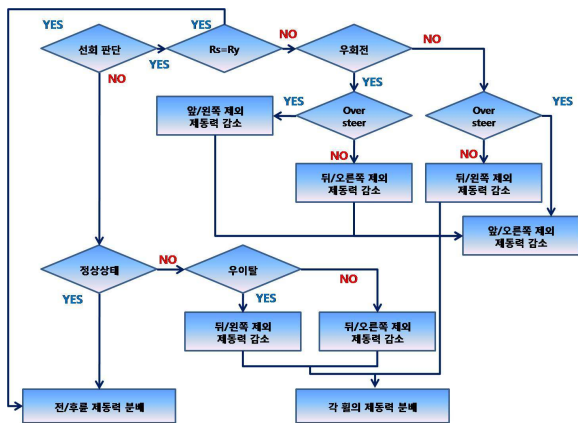 YES
YES
선회 판단
YES
Rs=Ry
NO
우회전
NO
NO
YES
YES
YES
앞/왼쪽 제외
제동력 감소
Over
steer
Over
steer
NO
NO
뒤/오른쪽 제외
제동력 감소
뒤/왼쪽 제외
제동력 감소
앞/오른쪽 제외
제동력 감소
정상상태
NO
우이탈
NO
YES
YES
뒤/왼쪽 제외
제동력 감소
뒤/오른쪽 제외
제동력 감소
전/후륜 제동력 분배
각 휠의 제동력 분배